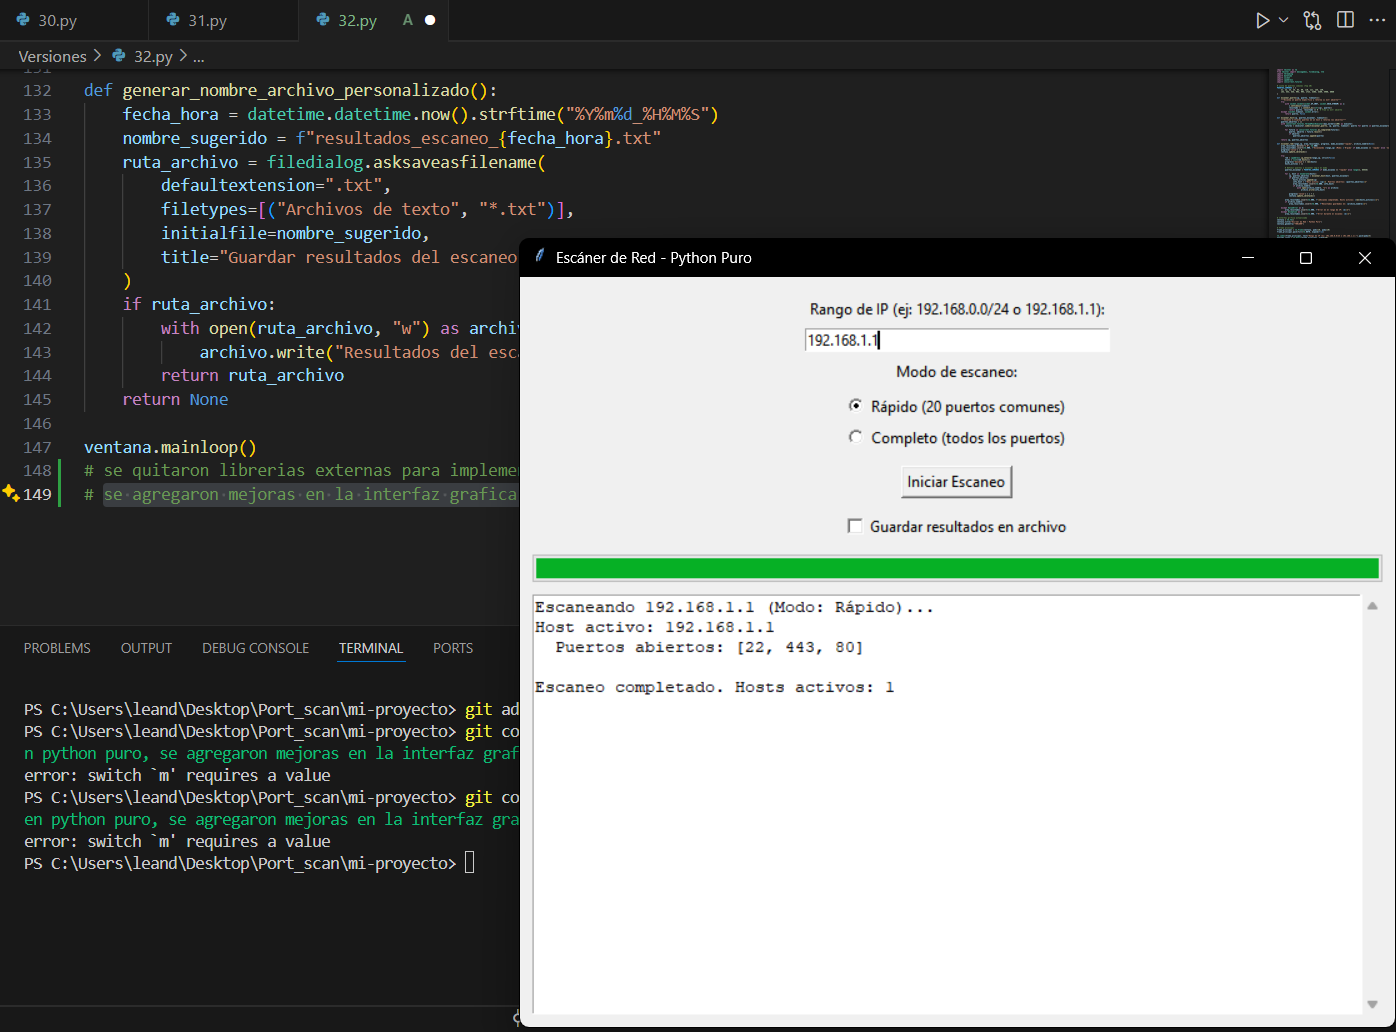 30.py
31.py
32.py A
Versiones > 32.py > ...
131
132 def generar_nombre_archivo_personalizado():
133 fecha_hora = datetime.datetime.now().strftime("%Y%m%d_%H%M%S")
134 nombre_sugerido = f"resultados_escaneo_{fecha_hora}.txt"
135 ruta_archivo = filedialog.asksaveasfilename(
136 defaultextension=".txt",
137 filetypes=[("Archivos de texto", "*.txt")],
138 initialfile=nombre_sugerido,
139 title="Guardar resultados del escaneo
140 )
141 if ruta_archivo:
142 with open(ruta_archivo, "w") as archi
143 archivo.write("Resultados del esc
144 return ruta_archivo
145 return None
146
147 ventana.mainloop()
148 # se quitaron librerias externas para impleme
149 # se agregaron mejoras en la interfaz grafica
PROBLEMS OUTPUT DEBUG CONSOLE TERMINAL PORTS
PS C:\Users\leand\Desktop\Port_scan\mi-proyecto> git ad
PS C:\Users\leand\Desktop\Port_scan\mi-proyecto> git co
n python puro, se agregaron mejoras en la interfaz graf
error: switch `m' requires a value
PS C:\Users\leand\Desktop\Port_scan\mi-proyecto> git co
en python puro, se agregaron mejoras en la interfaz gra
error: switch `m' requires a value
PS C:\Users\leand\Desktop\Port_scan\mi-proyecto>
Escáner de Red - Python Puro
Rango de IP (ej: 192.168.0.0/24 o 192.168.1.1):
192.168.1.1
Modo de escaneo:
Rápido (20 puertos comunes)
Completo (todos los puertos)
Iniciar Escaneo
Guardar resultados en archivo
Escaneando 192.168.1.1 (Modo: Rápido)...
Host activo: 192.168.1.1
Puertos abiertos: [22, 443, 80]
Escaneo completado. Hosts activos: 1